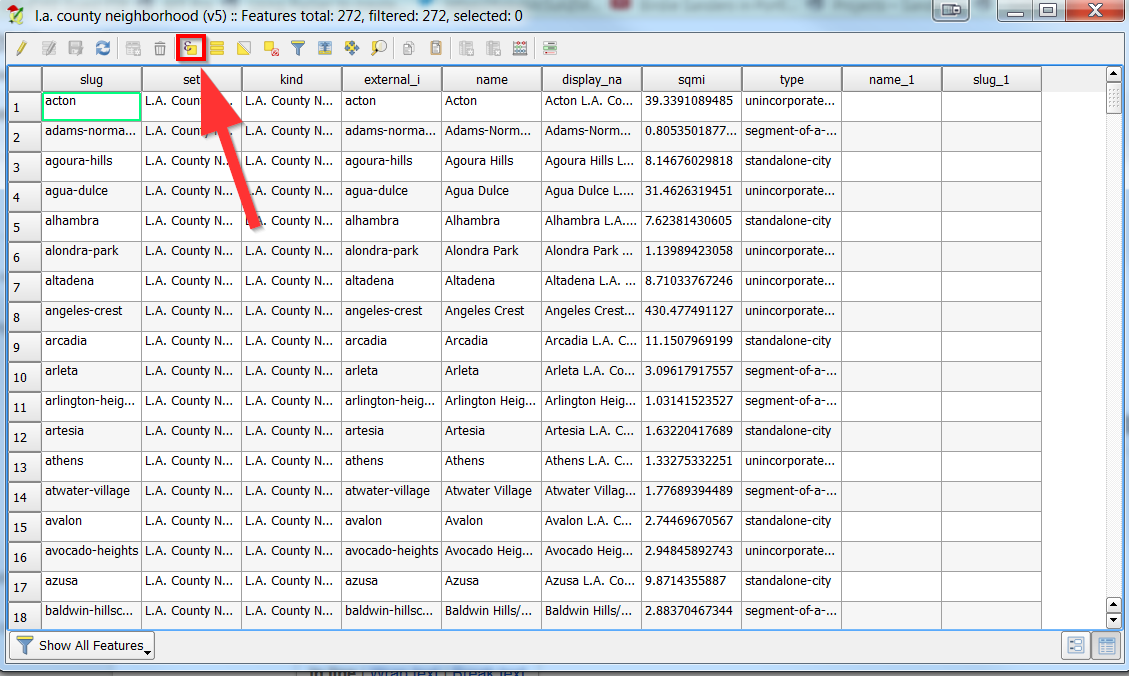 l.a. county neighborhood (v5) :: Features total: 272, filtered: 272, selected: 0
slug set kind external_i name display_na sqmi type name_1 slug_1
1 acton L.A. County N... L.A. County N... acton Acton Acton L.A. Co... 39.3391089485 unincorporate...
2 adams-norma... L.A. Coun N... L.A. County N... adams-norma... Adams-Norm... Adams-Norm... 0.8053501877... segment-of-a-...
3 agoura-hills L.A. Coun N... L.A. County N... agoura-hills Agoura Hills Agoura Hills L... 8.14676029818 standalone-city
4 agua-dulce L.A. County N... L.A. County N... agua-dulce Agua Dulce Agua Dulce L.... 31.4626319451 unincorporate...
5 alhambra L.A. County N... L.A. County N... alhambra Alhambra Alhambra L.A.... 7.62381430605 standalone-city
6 alondra-park L.A. County N... L.A. County N... alondra-park Alondra Park Alondra Park ... 1.13989423058 unincorporate...
7 altadena L.A. County N... L.A. County N... altadena Altadena Altadena L.A. ... 8.71033767246 unincorporate...
8 angeles-crest L.A. County N... L.A. County N... angeles-crest Angeles Crest Angeles Crest... 430.477491127 unincorporate...
9 arcadia L.A. County N... L.A. County N... arcadia Arcadia Arcadia L.A. C... 11.1507969199 standalone-city
10 arleta L.A. County N... L.A. County N... arleta Arleta Arleta L.A. Co... 3.09617917557 segment-of-a-...
11 arlington-heig... L.A. County N... L.A. County N... arlington-heig... Arlington Heig... Arlington Heig... 1.03141523527 segment-of-a-...
12 artesia L.A. County N... L.A. County N... artesia Artesia Artesia L.A. C... 1.63220417689 standalone-city
13 athens L.A. County N... L.A. County N... athens Athens Athens L.A. C... 1.33275332251 unincorporate...
14 atwater-village L.A. County N... L.A. County N... atwater-village Atwater Village Atwater Villag... 1.77689394489 segment-of-a-...
15 avalon L.A. County N... L.A. County N... avalon Avalon Avalon L.A. C... 2.74469670567 standalone-city
16 avocado-heights L.A. County N... L.A. County N... avocado-heights Avocado Heig... Avocado Heig... 2.94845892743 unincorporate...
17 azusa L.A. County N... L.A. County N... azusa Azusa Azusa L.A. Co... 9.8714355887 standalone-city
18 baldwin-hillsc... L.A. County N... L.A. County N... baldwin-hillsc... Baldwin Hills/... Baldwin Hills/... 2.88370467344 segment-of-a-...
Show All Features